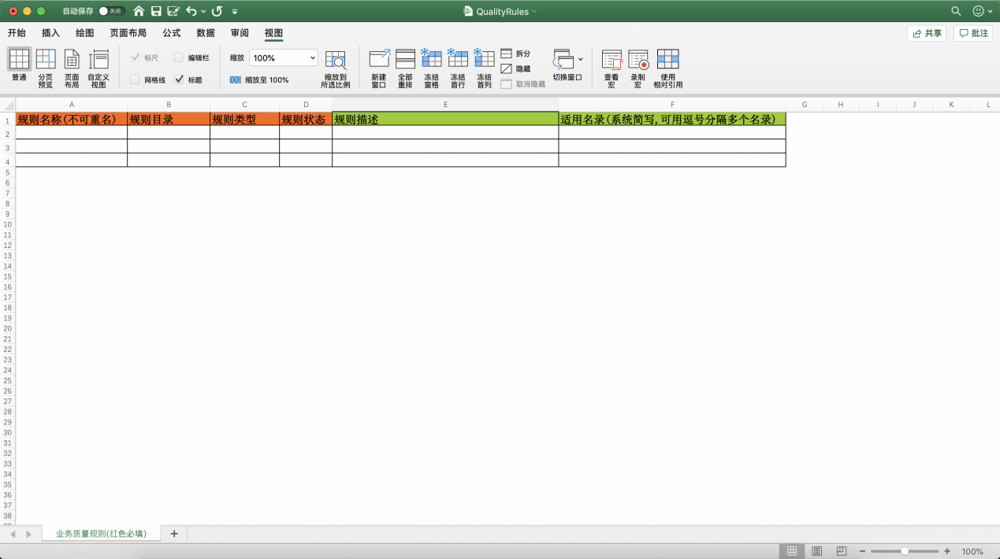 自动保存 关闭 QualityRules
开始 插入 绘图 页面布局 公式 数据 审阅 视图 共享 批注
普通 分页预览 页面布局 自定义视图
标尺 编辑栏
网格线 标题
缩放 100%
100 缩放至 100%
缩放到所选比例
新建窗口 全部重排 冻结窗格 冻结首行 冻结首列
拆分
隐藏
取消隐藏
切换窗口
查看宏 录制宏 使用相对引用
A B C D E F G H I J K L
1 规则名称(不可重名) 规则目录 规则类型 规则状态 规则描述 适用名录(系统简写,可用逗号分隔多个名录)
2
3
4
5
6
7
8
9
10
11
12
13
14
15
16
17
18
19
20
21
22
23
24
25
26
27
28
29
30
31
32
33
34
35
36
37
38
业务质量规则(红色必填) +
− + 100%